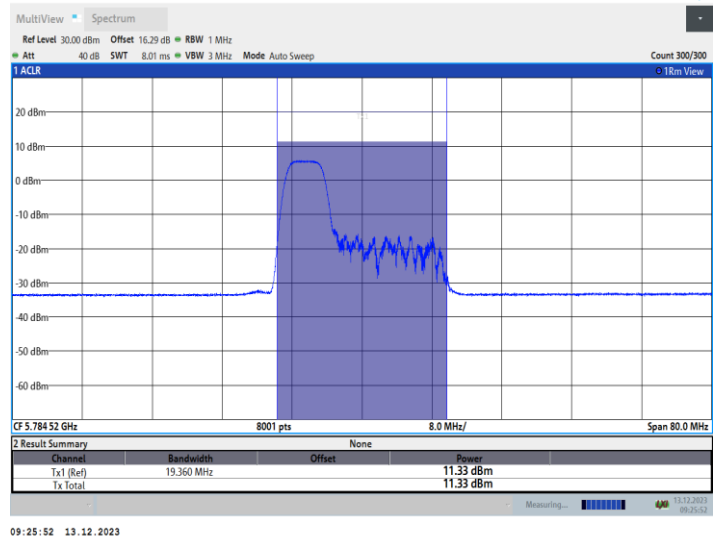 MultiView Spectrum
Ref Level 30.00 dBm Offset 16.29 dB RBW 1 MHz
Att 40 dB SWT 8.01 ms VBW 3 MHz Mode Auto Sweep Count 300/300
1 ACLR 1Rm View
20 dBm
10 dBm
0 dBm
-10 dBm
-20 dBm
-30 dBm
-40 dBm
-50 dBm
-60 dBm
CF 5.784 52 GHz 8001 pts 8.0 MHz/ Span 80.0 MHz
2 Result Summary None
Channel Bandwidth Offset Power
Tx1 (Ref) 19.360 MHz 11.33 dBm
Tx Total 11.33 dBm
Measuring... 13.12.2023
09:25:52
09:25:52 13.12.2023